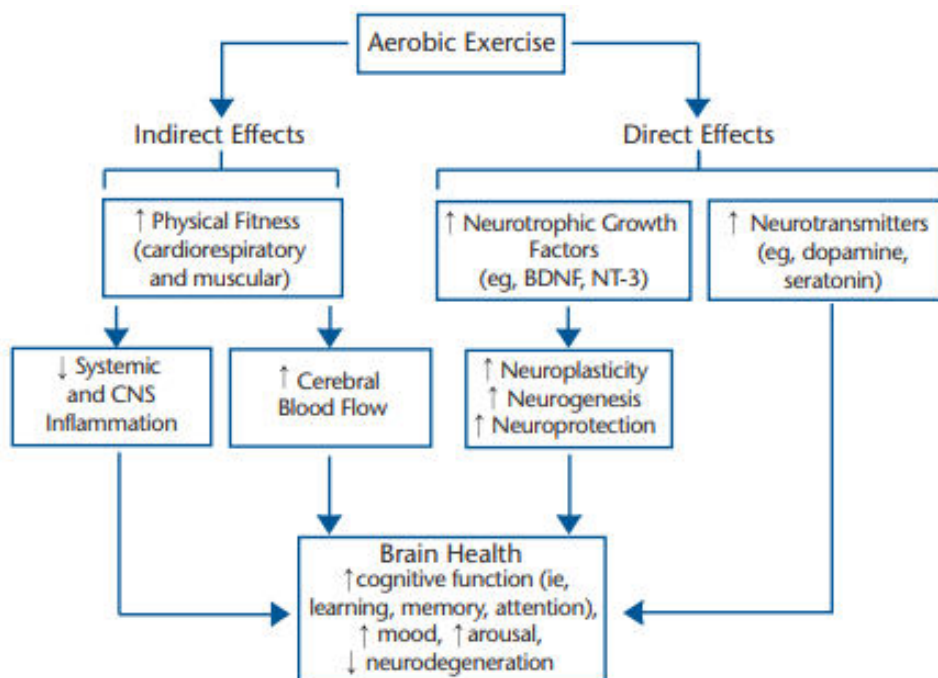 Aerobic Exercise
Indirect Effects
Direct Effects
↑ Physical Fitness
(cardiorespiratory
and muscular)
↑ Neurotrophic Growth
Factors
(eg, BDNF, NT-3)
↑ Neurotransmitters
(eg, dopamine,
seratonin)
↓ Systemic
and CNS
Inflammation
↑ Cerebral
Blood Flow
↑ Neuroplasticity
↑ Neurogenesis
↑ Neuroprotection
Brain Health
↑cognitive function (ie,
learning, memory, attention),
↑ mood, ↑arousal,
↓ neurodegeneration